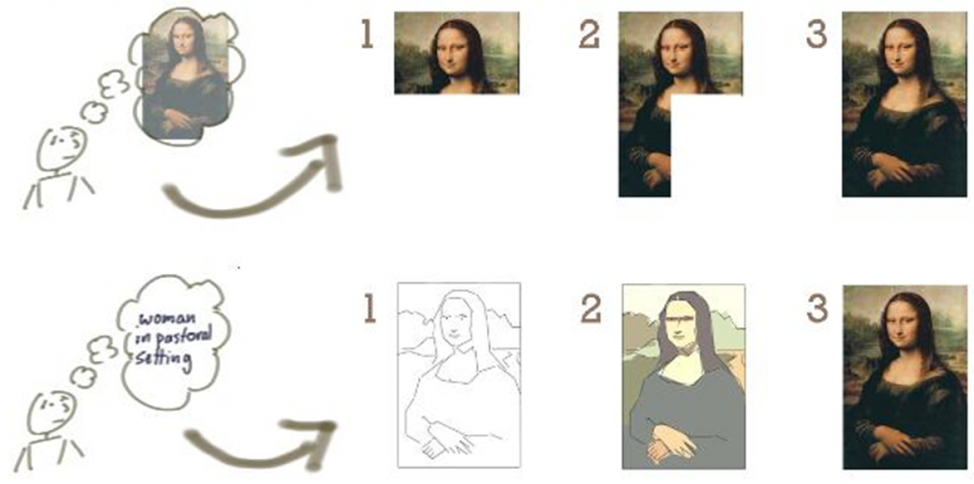 1 2 3
woman
in pastoral
setting
1 2 3